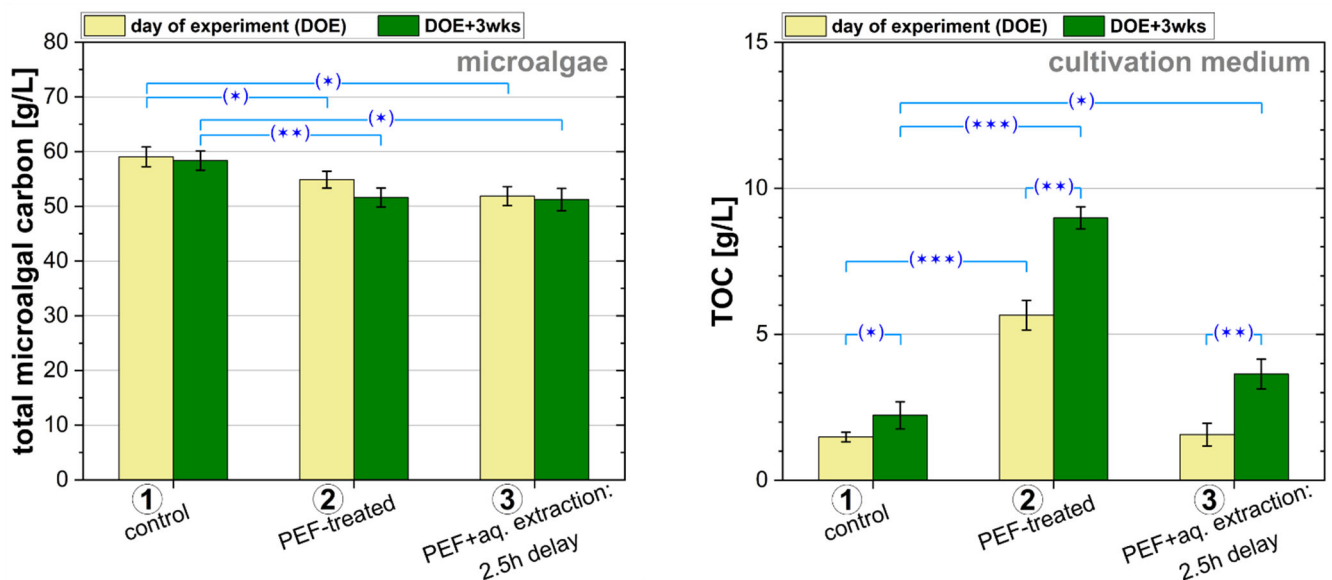 day of experiment (DOE) DOE+3wks
microalgae
total microalgal carbon [g/L]
80
70
60
50
40
30
20
10
0
(✶)
(✶)
(✶)
(✶✶)
1 2 3
control PEF-treated PEF+aq. extraction:
2.5h delay
day of experiment (DOE) DOE+3wks
cultivation medium
TOC [g/L]
15
10
5
0
(✶)
(✶✶✶)
(✶✶)
(✶✶✶)
(✶)
(✶✶)
1 2 3
control PEF-treated PEF+aq. extraction:
2.5h delay